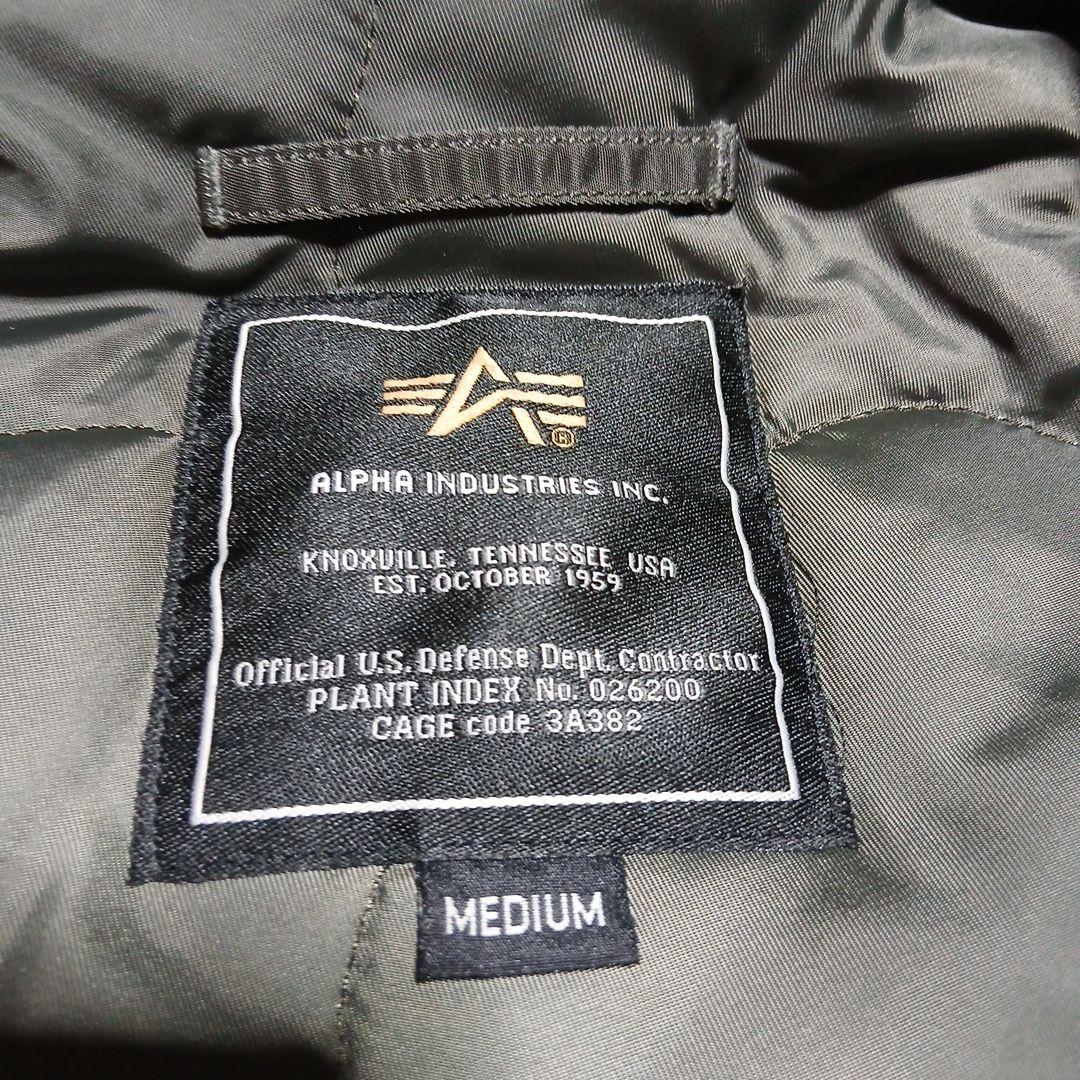 ALPHA INDUSTRIES INC.
KNOXVILLE, TENNESSEE, USA
EST. OCTOBER 1959
Official U.S. Defense Dept. Contractor
PLANT INDEX No. 026200
CAGE code 3A382
MEDIUM